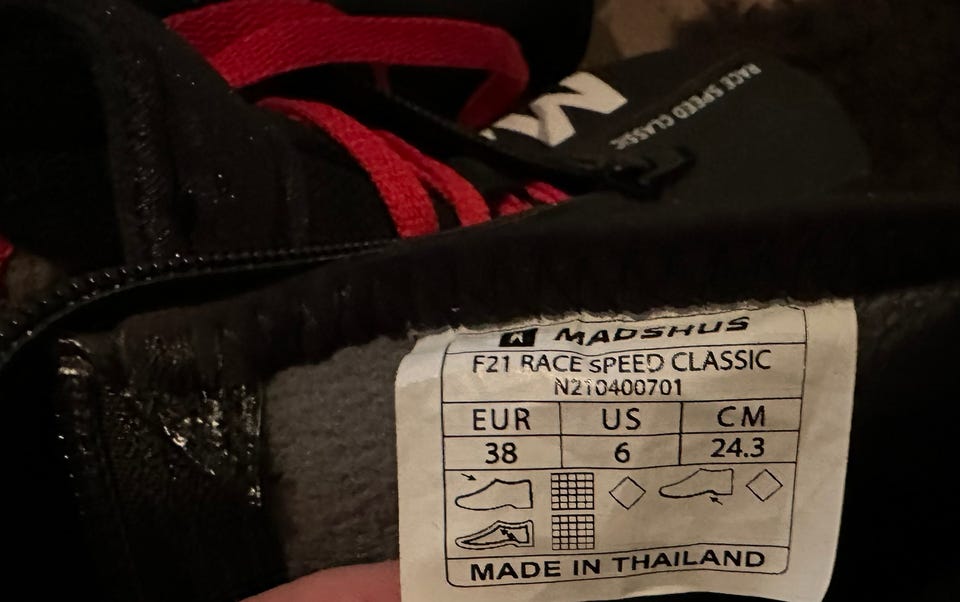 RACE SPEED CLASSIC
M
MADSHUS
F21 RACE SPEED CLASSIC
N210400701
EUR US CM
38 6 24.3
MADE IN THAILAND